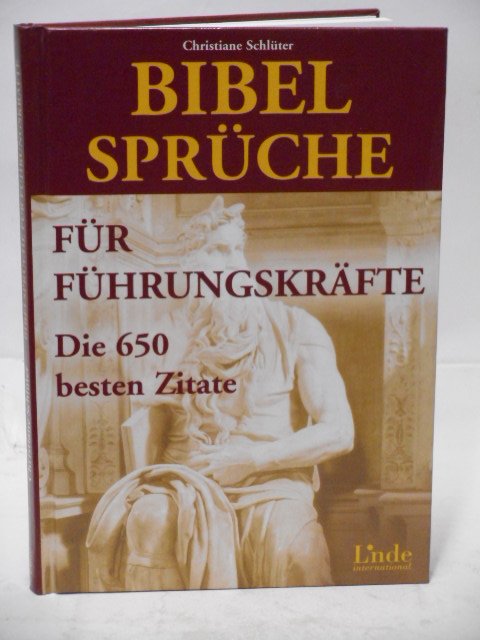 Christiane Schlüter
BIBEL
SPRÜCHE
FÜR
FÜHRUNGSKRÄFTE
Die 650
besten Zitate
Linde
international